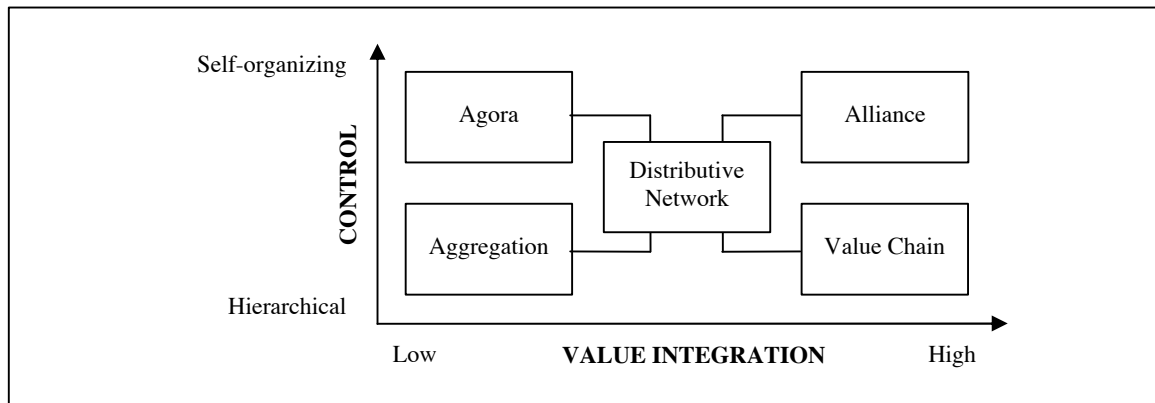 Self-organizing
Agora
Alliance
CONTROL
Distributive
Network
Aggregation
Value Chain
Hierarchical
Low
VALUE INTEGRATION
High